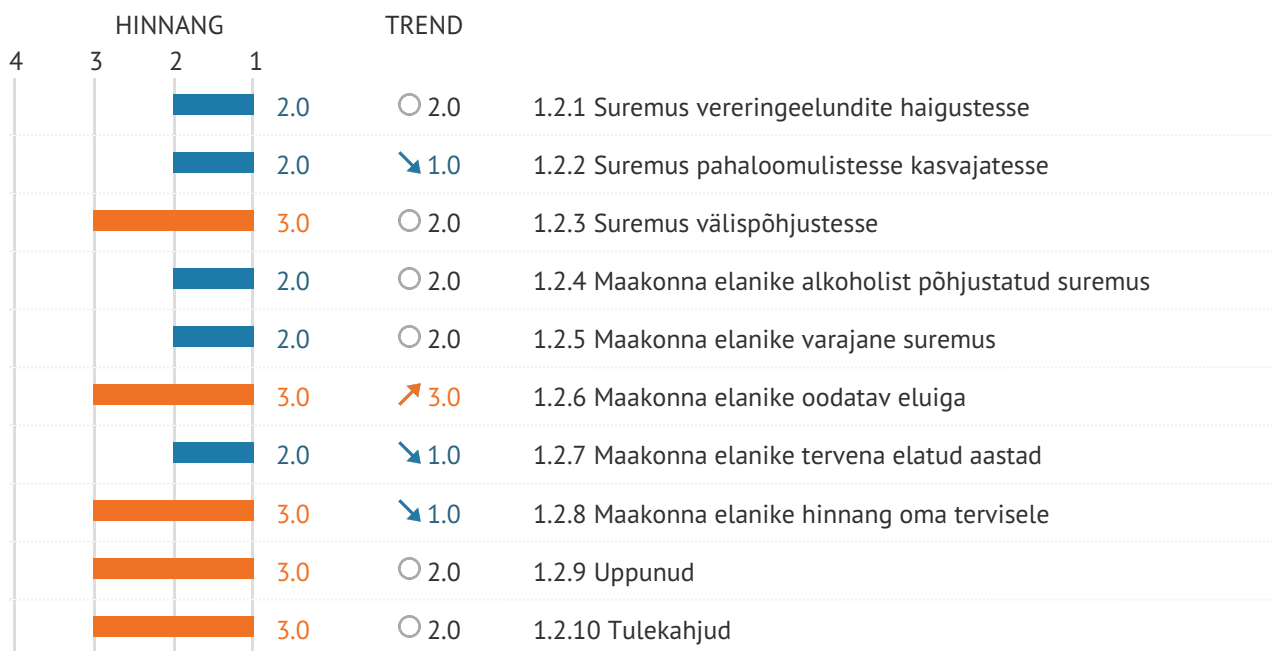 HINNANG TREND
4 3 2 1
2.0 2.0 1.2.1 Suremus vereringeelundite haigustesse
2.0 1.0 1.2.2 Suremus pahaloomulistesse kasvajatesse
3.0 2.0 1.2.3 Suremus välispõhjustesse
2.0 2.0 1.2.4 Maakonna elanike alkoholist põhjustatud suremus
2.0 2.0 1.2.5 Maakonna elanike varajane suremus
3.0 3.0 1.2.6 Maakonna elanike oodatav eluiga
2.0 1.0 1.2.7 Maakonna elanike tervena elatud aastad
3.0 1.0 1.2.8 Maakonna elanike hinnang oma tervisele
3.0 2.0 1.2.9 Uppunud
3.0 2.0 1.2.10 Tulekahjud